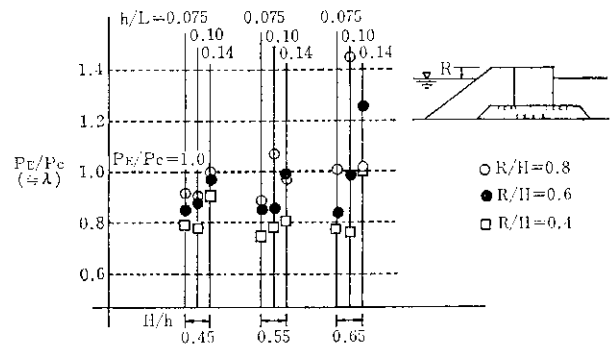 h/L=0.075 0.075 0.075
0.10 0.10 0.10
0.14 0.14 0.14
1.4
1.2
PE/PC=1.0
1.0
PE/PC
(≒λ)
0.8
0.6
H/h
0.45 0.55 0.65
R
○ R/H=0.8
● R/H=0.6
□ R/H=0.4